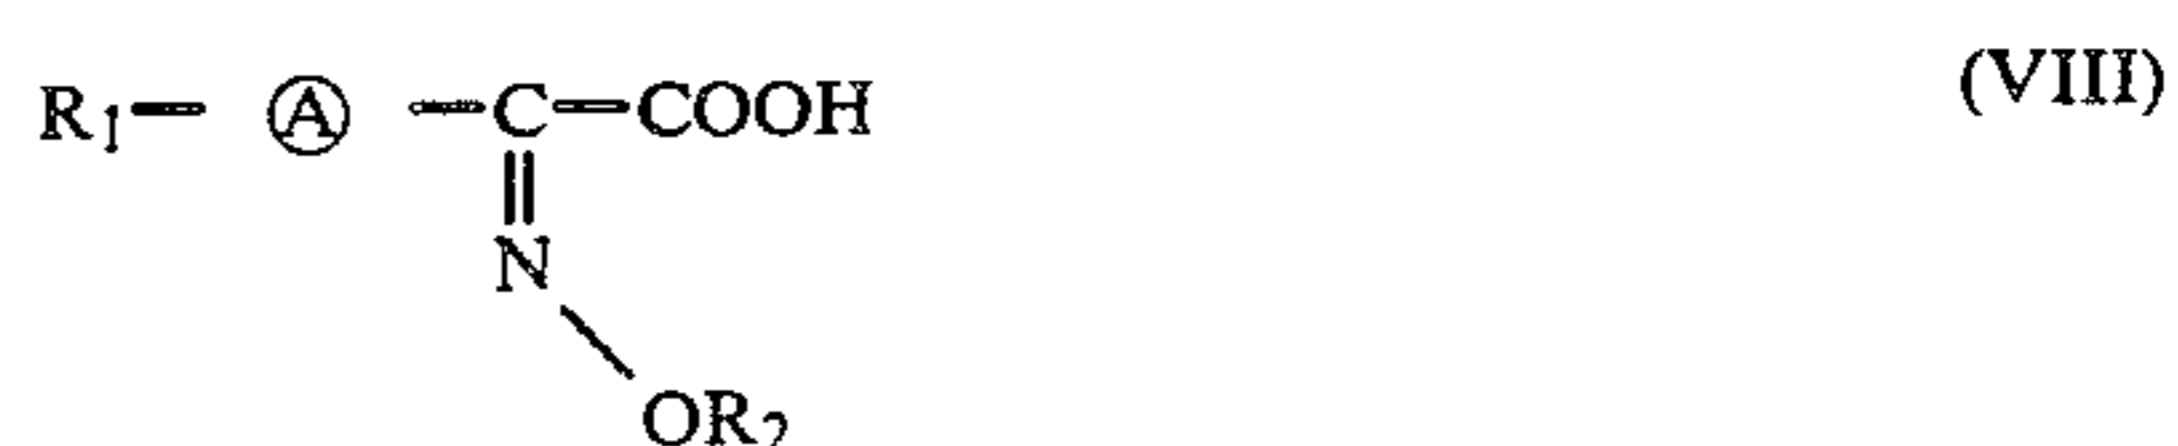 R1— Ⓐ —C—COOH (VIII)
N
OR2